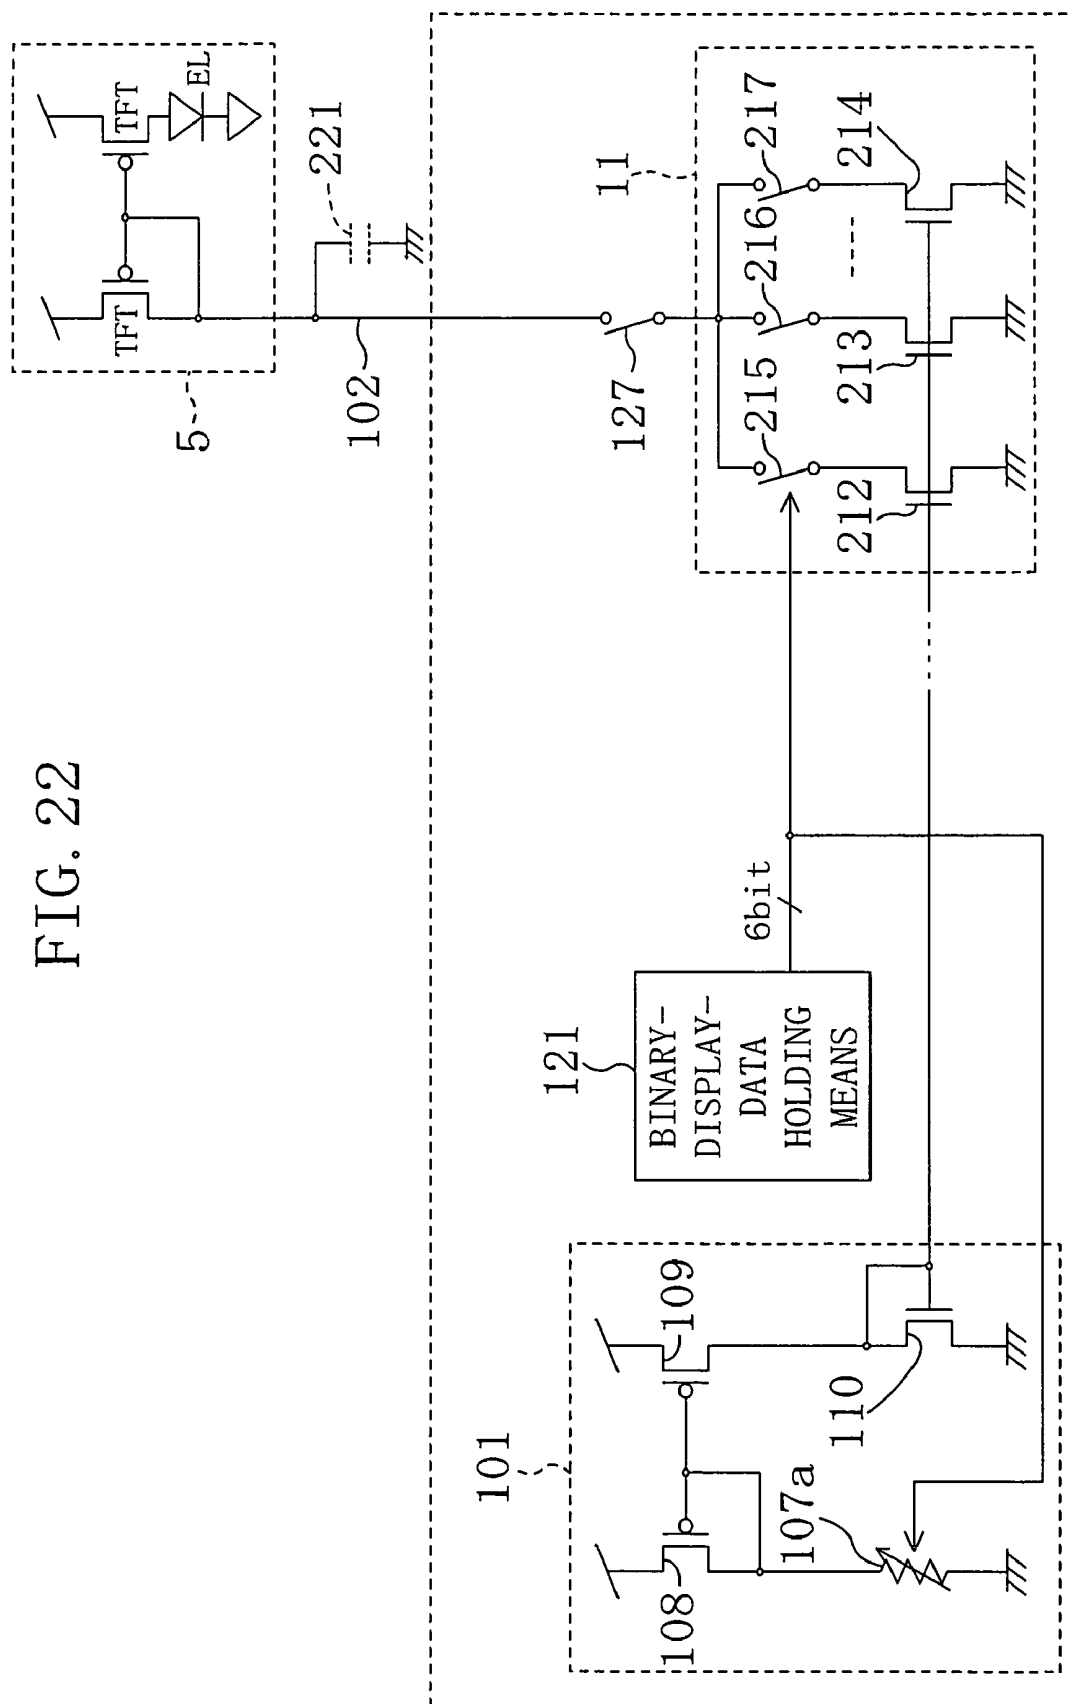 FIG. 22
101
108
109
107a
110
121
BINARY-
DISPLAY-
DATA
HOLDING
MEANS
6bit
5
TFT
TFT
EL
102
221
127
11
215
216
217
212
213
214